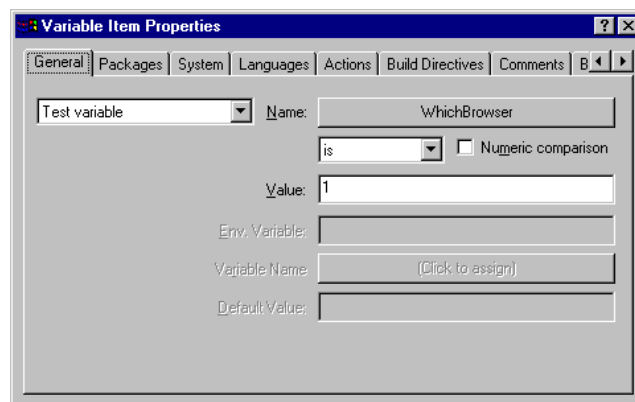 Variable Item Properties
General Packages System Languages Actions Build Directives Comments B
Test variable Name: WhichBrowser
is Numeric comparison
Value: 1
Env. Variable:
Variable Name (Click to assign)
Default Value: